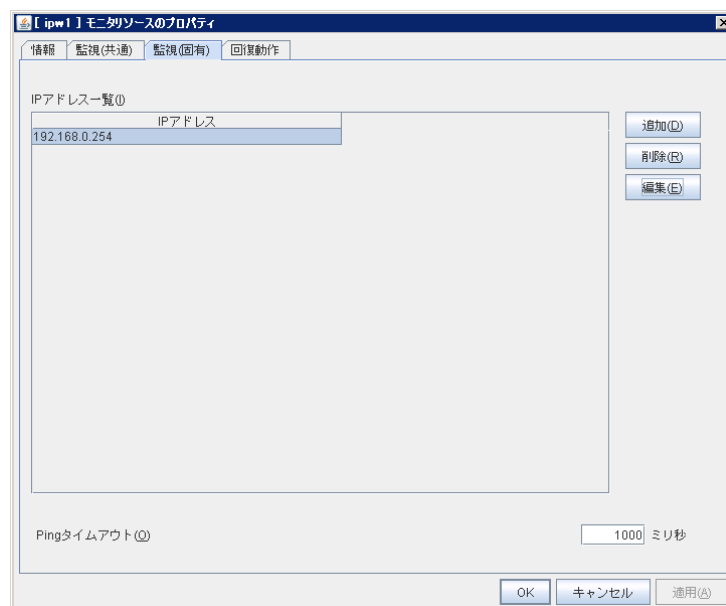 [ ipw1 ] モニタリソースのプロパティ
情報 監視(共通) 監視(固有) 回復動作
IPアドレス一覧(I)
IPアドレス
192.168.0.254
追加(D)
削除(R)
編集(E)
Pingタイムアウト(O) 1000 ミリ秒
OK キャンセル 適用(A)